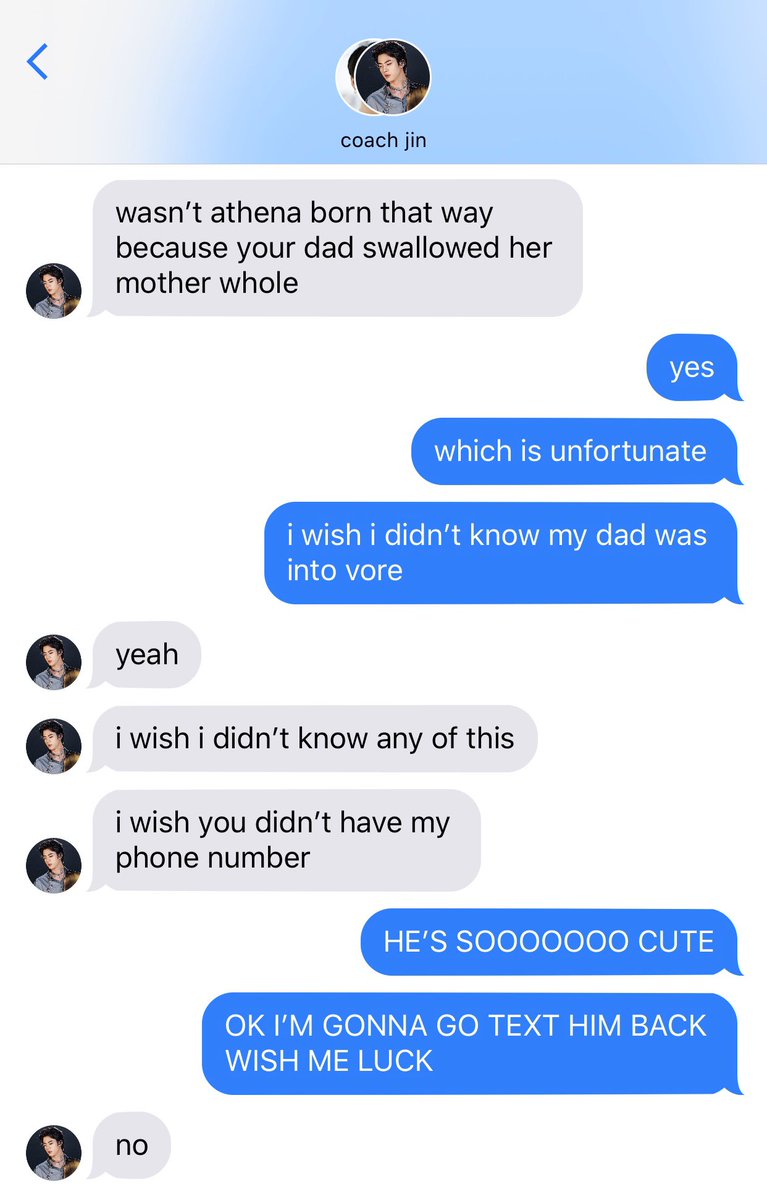 coach jin
wasn’t athena born that way
because your dad swallowed her
mother whole
yes
which is unfortunate
i wish i didn’t know my dad was
into vore
yeah
i wish i didn’t know any of this
i wish you didn’t have my
phone number
HE’S SOOOOOOO CUTE
OK I’M GONNA GO TEXT HIM BACK
WISH ME LUCK
no